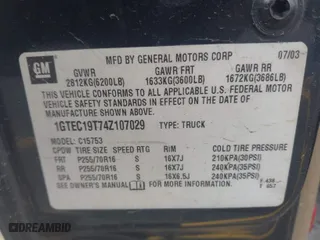 GM
MFD BY GENERAL MOTORS CORP 07/03
GVWR GAWR FRT GAWR RR
2812KG(6200LB) 1633KG(3600LB) 1672KG(3686LB)
THIS VEHICLE CONFORMS TO ALL APPLICABLE U.S. FEDERAL MOTOR
VEHICLE SAFETY STANDARDS IN EFFECT ON THE DATE OF
MANUFACTURE SHOWN ABOVE.
1GTEC19T74Z107029 TYPE: TRUCK
MODEL: C15753
CPDW TIRE SIZE SPEED RTG RIM COLD TIRE PRESSURE
FRT P255/70R16 S 16X7J 210KPA(30PSI)
RR P255/70R16 S 16X7J 240KPA(35PSI)
SPA P255/70R16 S 16X6.5J 240KPA(35PSI)
SEE OWNER'S MANUAL